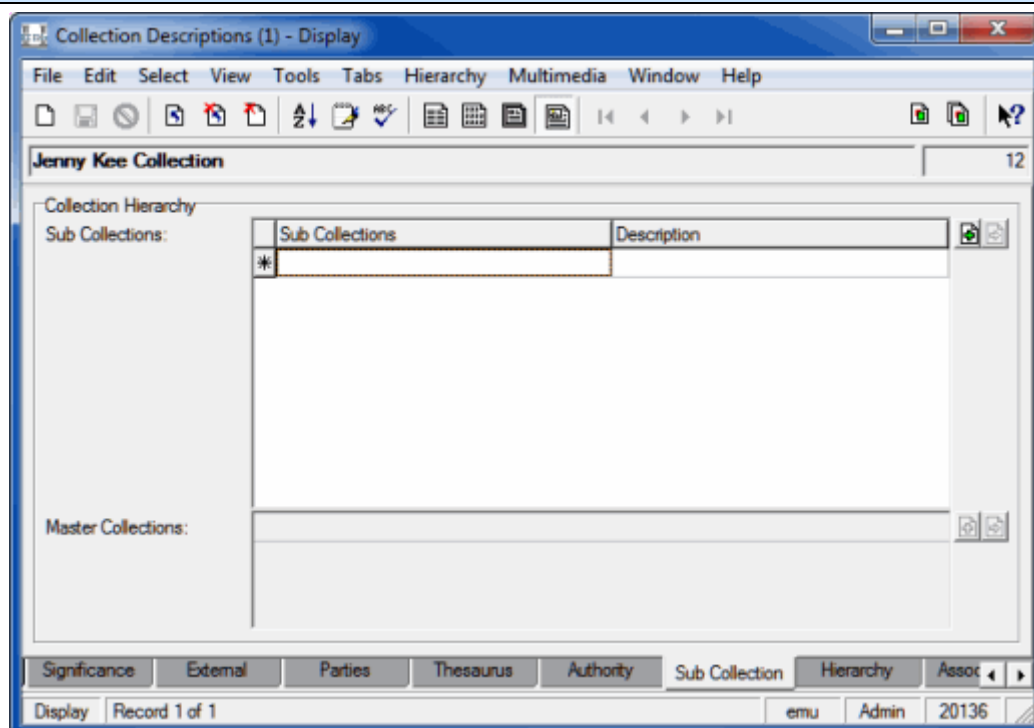 Collection Descriptions (1) - Display
File Edit Select View Tools Tabs Hierarchy Multimedia Window Help
Jenny Kee Collection 12
Collection Hierarchy
Sub Collections: Sub Collections Description
Master Collections:
Significance External Parties Thesaurus Authority Sub Collection Hierarchy Assoc
Display Record 1 of 1 emu Admin 20136